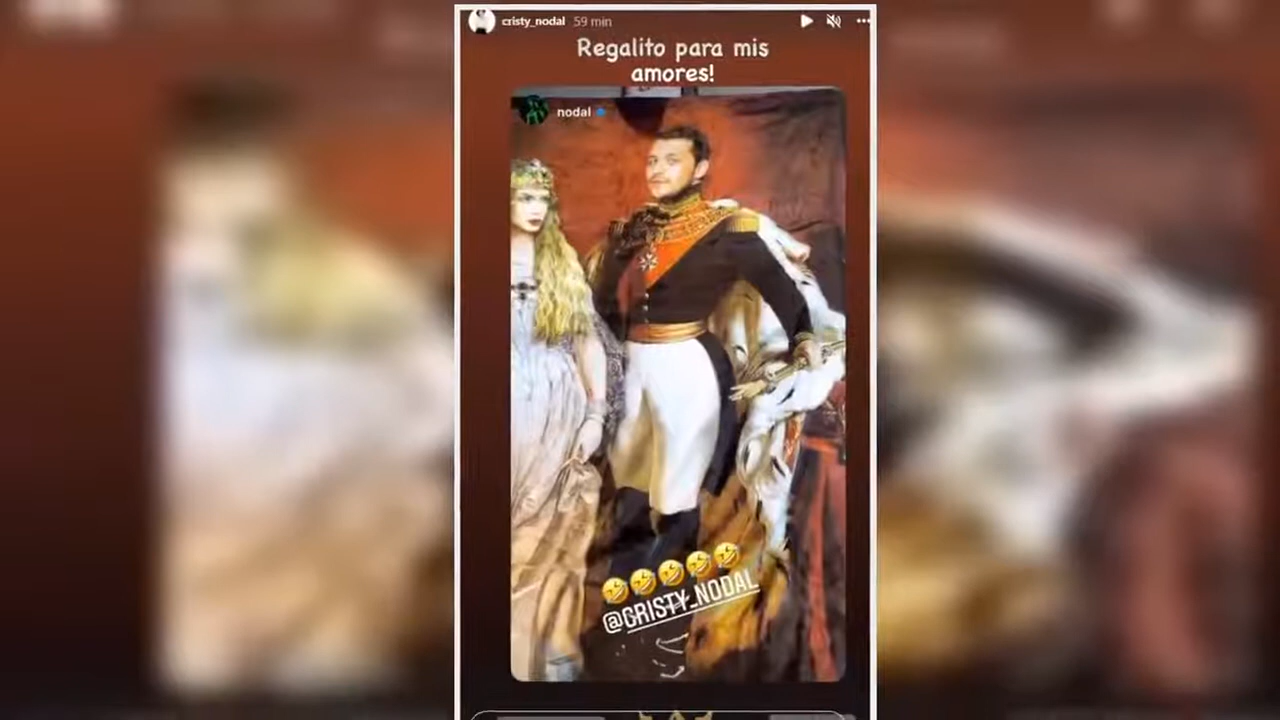 cristy_nodal 59 min
Regalito para mis
amores!
nodal
@CRISTY_NODAL